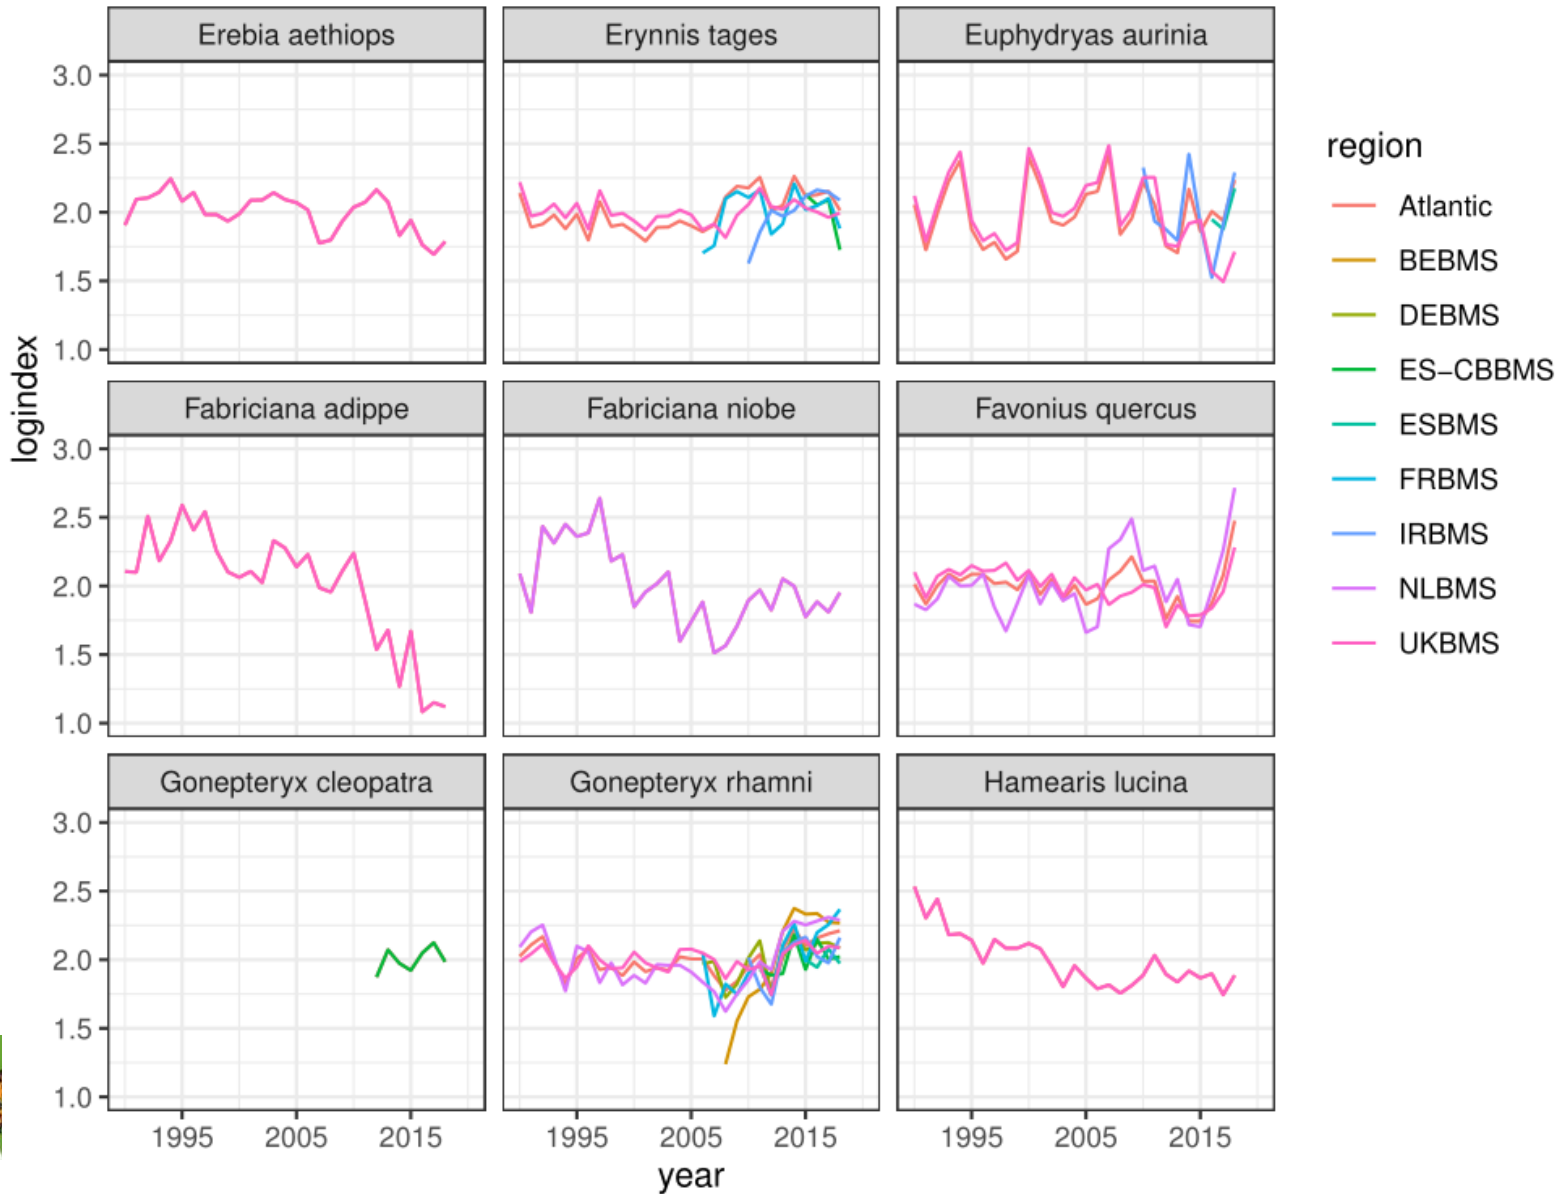 Erebia aethiops
Erynnis tages
Euphydryas aurinia
3.0
2.5
2.0
1.5
1.0
Fabriciana adippe
Fabriciana niobe
Favonius quercus
3.0
2.5
2.0
1.5
1.0
Gonepteryx cleopatra
Gonepteryx rhamni
Hamearis lucina
3.0
2.5
2.0
1.5
1.0
1995 2005 2015
1995 2005 2015
1995 2005 2015
logindex
year
region
Atlantic
BEBMS
DEBMS
ES−CBBMS
ESBMS
FRBMS
IRBMS
NLBMS
UKBMS